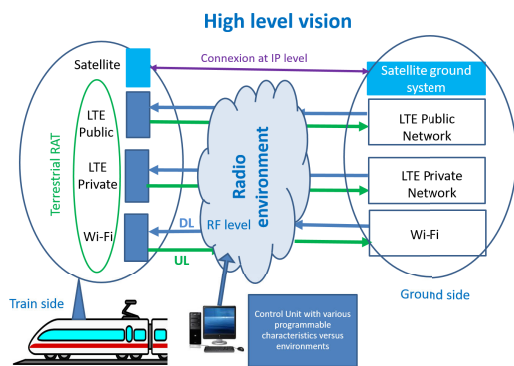 High level vision
Satellite
Connexion at IP level
Satellite ground
system
LTE
Public
LTE Public
Network
Terrestrial RAT
LTE
Private
Radio
environment
LTE Private
Network
Wi-Fi
DL
RF level
Wi-Fi
UL
Train side
Ground side
Control Unit with various
programmable
characteristics versus
environments